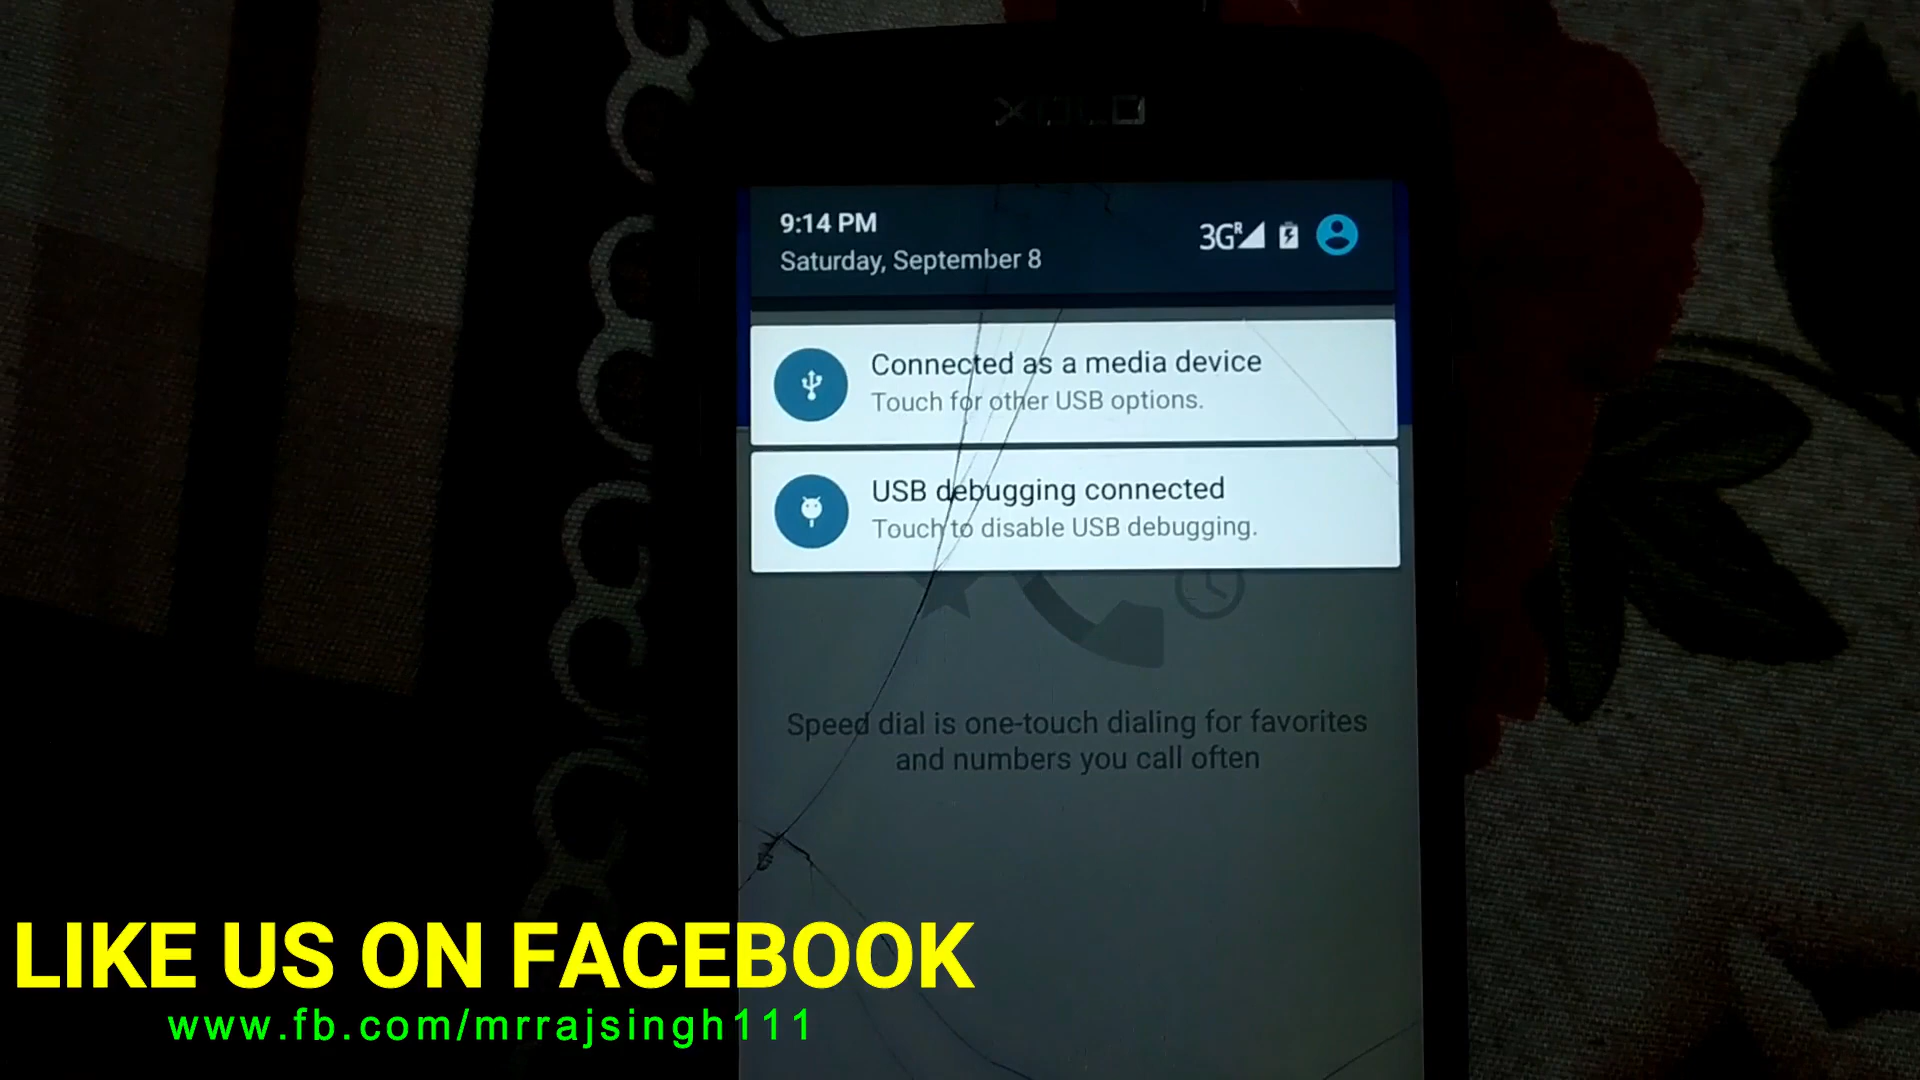 XOLO
9:14 PM
3G R
Saturday, September 8
Connected as a media device
Touch for other USB options.
USB debugging connected
Touch to disable USB debugging.
Speed dial is one-touch dialing for favorites
and numbers you call often
LIKE US ON FACEBOOK
www.fb.com/mrrajsingh111